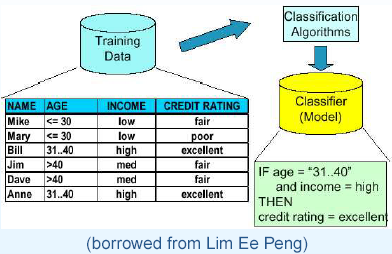 Training
Data
Classification
Algorithms
Classifier
(Model)
NAME AGE INCOME CREDIT RATING
Mike <= 30 low fair
Mary <= 30 low poor
Bill 31..40 high excellent
Jim >40 med fair
Dave >40 med fair
Anne 31..40 high excellent
IF age = “31..40”
and income = high
THEN
credit rating = excellent
(borrowed from Lim Ee Peng)